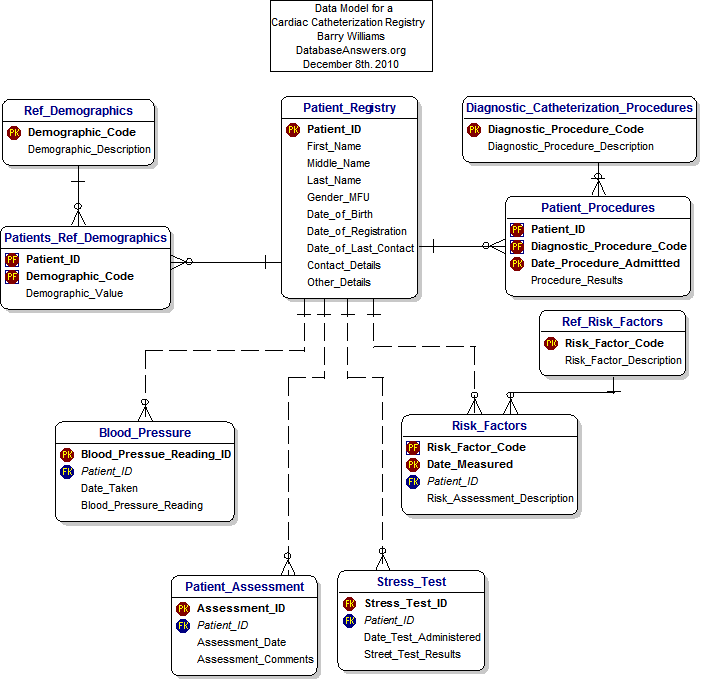 Data Model for a
Cardiac Catheterization Registry
Barry Williams
DatabaseAnswers.org
December 8th. 2010
Ref_Demographics
PK Demographic_Code
Demographic_Description
Patient_Registry
PK Patient_ID
First_Name
Middle_Name
Last_Name
Gender_MFU
Date_of_Birth
Date_of_Registration
Date_of_Last_Contact
Contact_Details
Other_Details
Diagnostic_Catheterization_Procedures
PK Diagnostic_Procedure_Code
Diagnostic_Procedure_Description
Patients_Ref_Demographics
PF Patient_ID
PF Demographic_Code
Demographic_Value
Patient_Procedures
PF Patient_ID
PF Diagnostic_Procedure_Code
PK Date_Procedure_Admittted
Procedure_Results
Ref_Risk_Factors
PK Risk_Factor_Code
Risk_Factor_Description
Blood_Pressure
PK Blood_Pressue_Reading_ID
FK Patient_ID
Date_Taken
Blood_Pressure_Reading
Risk_Factors
PF Risk_Factor_Code
PK Date_Measured
FK Patient_ID
Risk_Assessment_Description
Patient_Assessment
PK Assessment_ID
FK Patient_ID
Assessment_Date
Assessment_Comments
Stress_Test
FK Stress_Test_ID
FK Patient_ID
Date_Test_Administered
Street_Test_Results